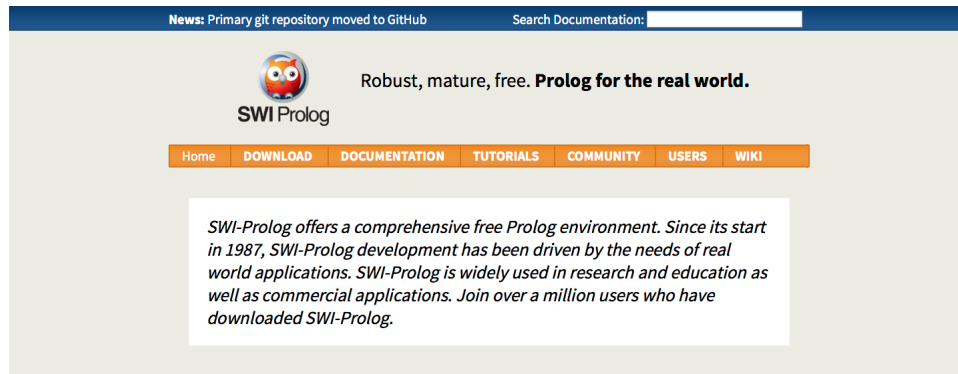 News: Primary git repository moved to GitHub Search Documentation:
Robust, mature, free. Prolog for the real world.
SWI Prolog
Home DOWNLOAD DOCUMENTATION TUTORIALS COMMUNITY USERS WIKI
SWI-Prolog offers a comprehensive free Prolog environment. Since its start
in 1987, SWI-Prolog development has been driven by the needs of real
world applications. SWI-Prolog is widely used in research and education as
well as commercial applications. Join over a million users who have
downloaded SWI-Prolog.